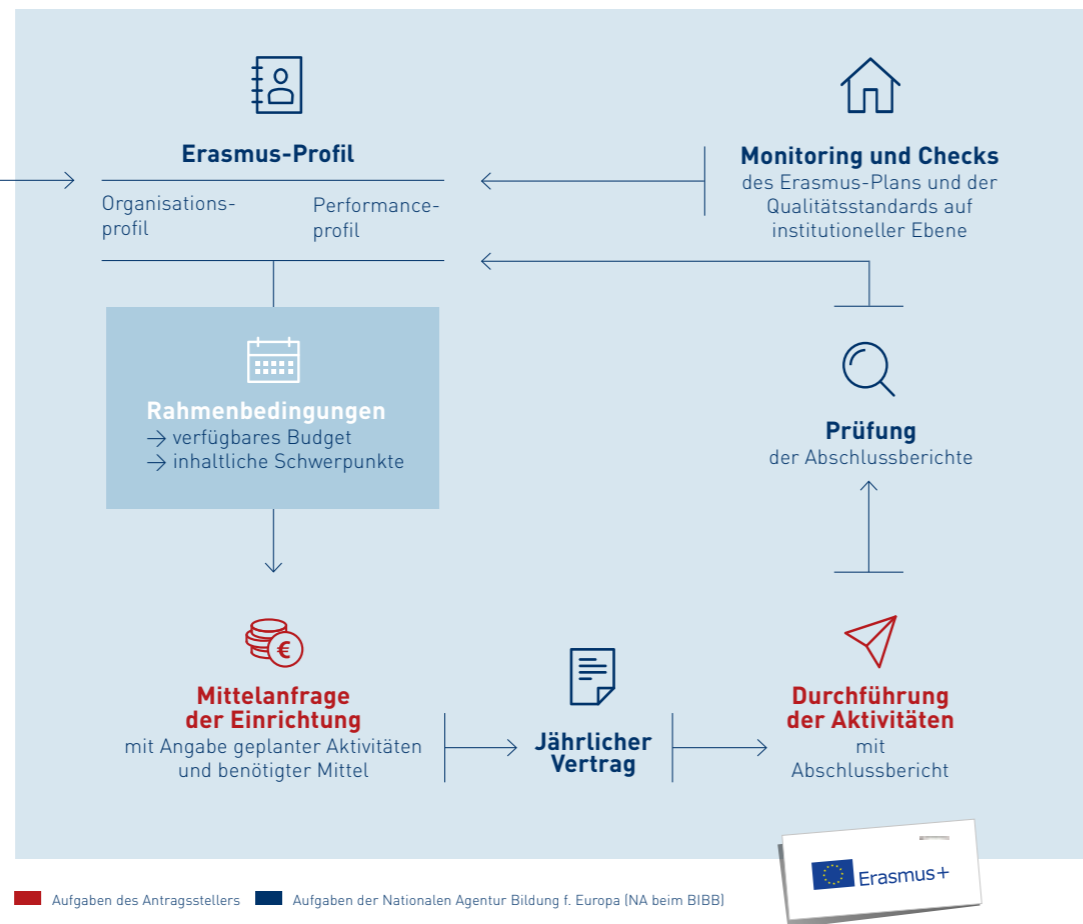 Erasmus-Profil
Organisations-
profil
Performance-
profil
Monitoring und Checks
des Erasmus-Plans und der
Qualitätsstandards auf
institutioneller Ebene
Rahmenbedingungen
→ verfügbares Budget
→ inhaltliche Schwerpunkte
Prüfung
der Abschlussberichte
€
Mittelanfrage
der Einrichtung
mit Angabe geplanter Aktivitäten
und benötigter Mittel
Jährlicher
Vertrag
Durchführung
der Aktivitäten
mit
Abschlussbericht
Erasmus+
Aufgaben des Antragsstellers
Aufgaben der Nationalen Agentur Bildung f. Europa (NA beim BIBB)